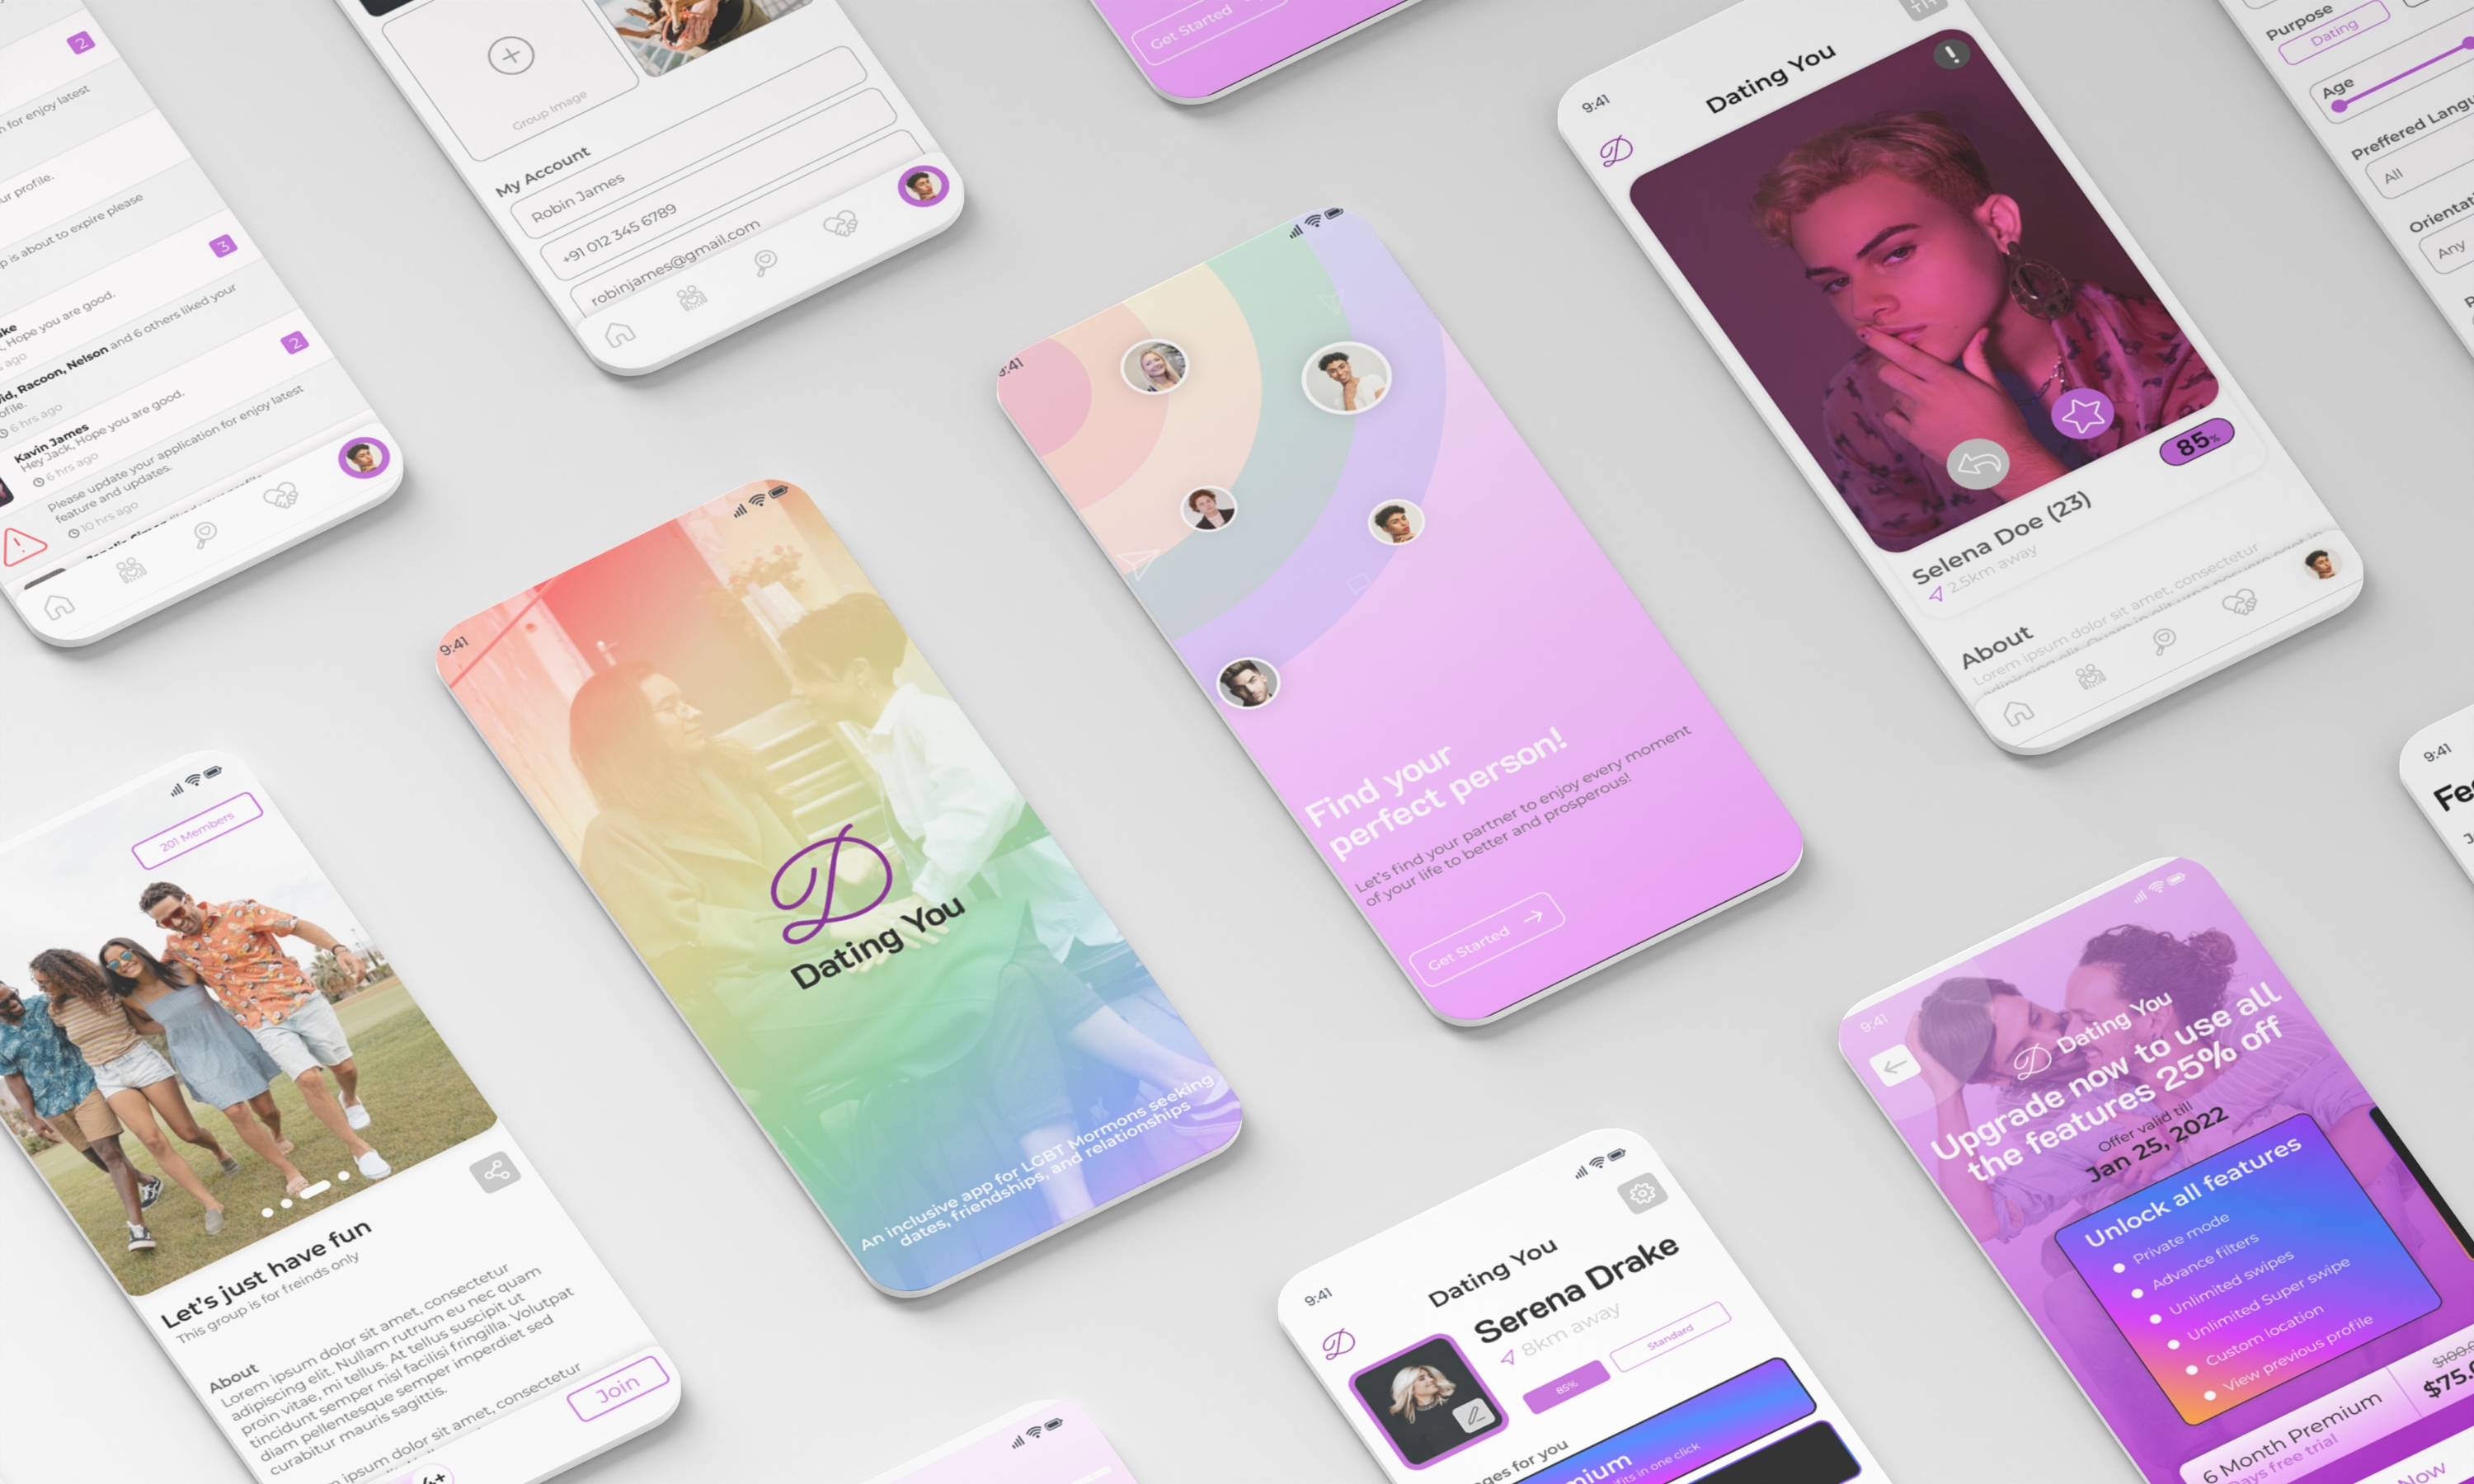 2
for enjoy latest
ur profile.
p is about to expire please
3
ke
, Hope you are good.
s ago
id, Racoon, Nelson and 6 others liked your
ofile.
6 hrs ago
2
Kavin James
Hey Jack, Hope you are good.
6 hrs ago
Please update your application for enjoy latest
feature and updates.
10 hrs ago
Group Image
My Account
Robin James
+91 012 345 6789
robinjames@gmail.com
Get Started
9:41
Dating You
!
85%
Selena Doe (23)
2.5km away
About
Lorem ipsum dolor sit amet, consectetur
Purpose
Dating
Age
Preffered Langu
All
Orientati
Any
201 Members
Let's just have fun
This group is for freinds only
About
Lorem ipsum dolor sit amet, consectetur
adipiscing elit. Nullam rutrum eu nec quam
proin vitae, mi tellus. At tellus suscipit ut
tincidunt semper nisl facilisi fringilla. Volutpat
diam pellentesque semper imperdiet sed
curabitur mauris sagittis.
ipsum dolor sit amet, consectetur
Join
4+
9:41
D
Dating You
An inclusive app for LGBT Mormons seeking
dates, friendships, and relationships
9:41
Find your
perfect person!
Let's find your partner to enjoy every moment
of your life to better and prosperous!
Get Started
9:41
Dating You
Serena Drake
8km away
85%
Standard
ges for you
mium
fits in one click
9:41
Fe
J
9:41
Dating You
Upgrade now to use all
the features 25% off
Offer valid till
Jan 25, 2022
Unlock all features
Private mode
Advance filters
Unlimited swipes
Unlimited Super swipe
Custom location
View previous profile
6 Month Premium
Days free trial
$100.0
$75.0
Now